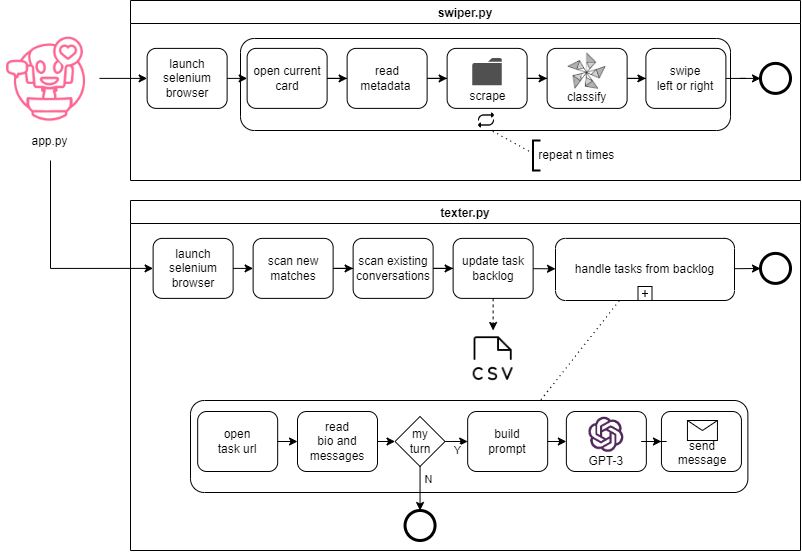 swiper.py
launch
selenium
browser
open current
card
read
metadata
scrape
classify
swipe
left or right
app.py
repeat n times
texter.py
launch
selenium
browser
scan new
matches
scan existing
conversations
update task
backlog
handle tasks from backlog
+
CSV
open
task url
read
bio and
messages
my
turn
Y
N
build
prompt
GPT-3
send
message